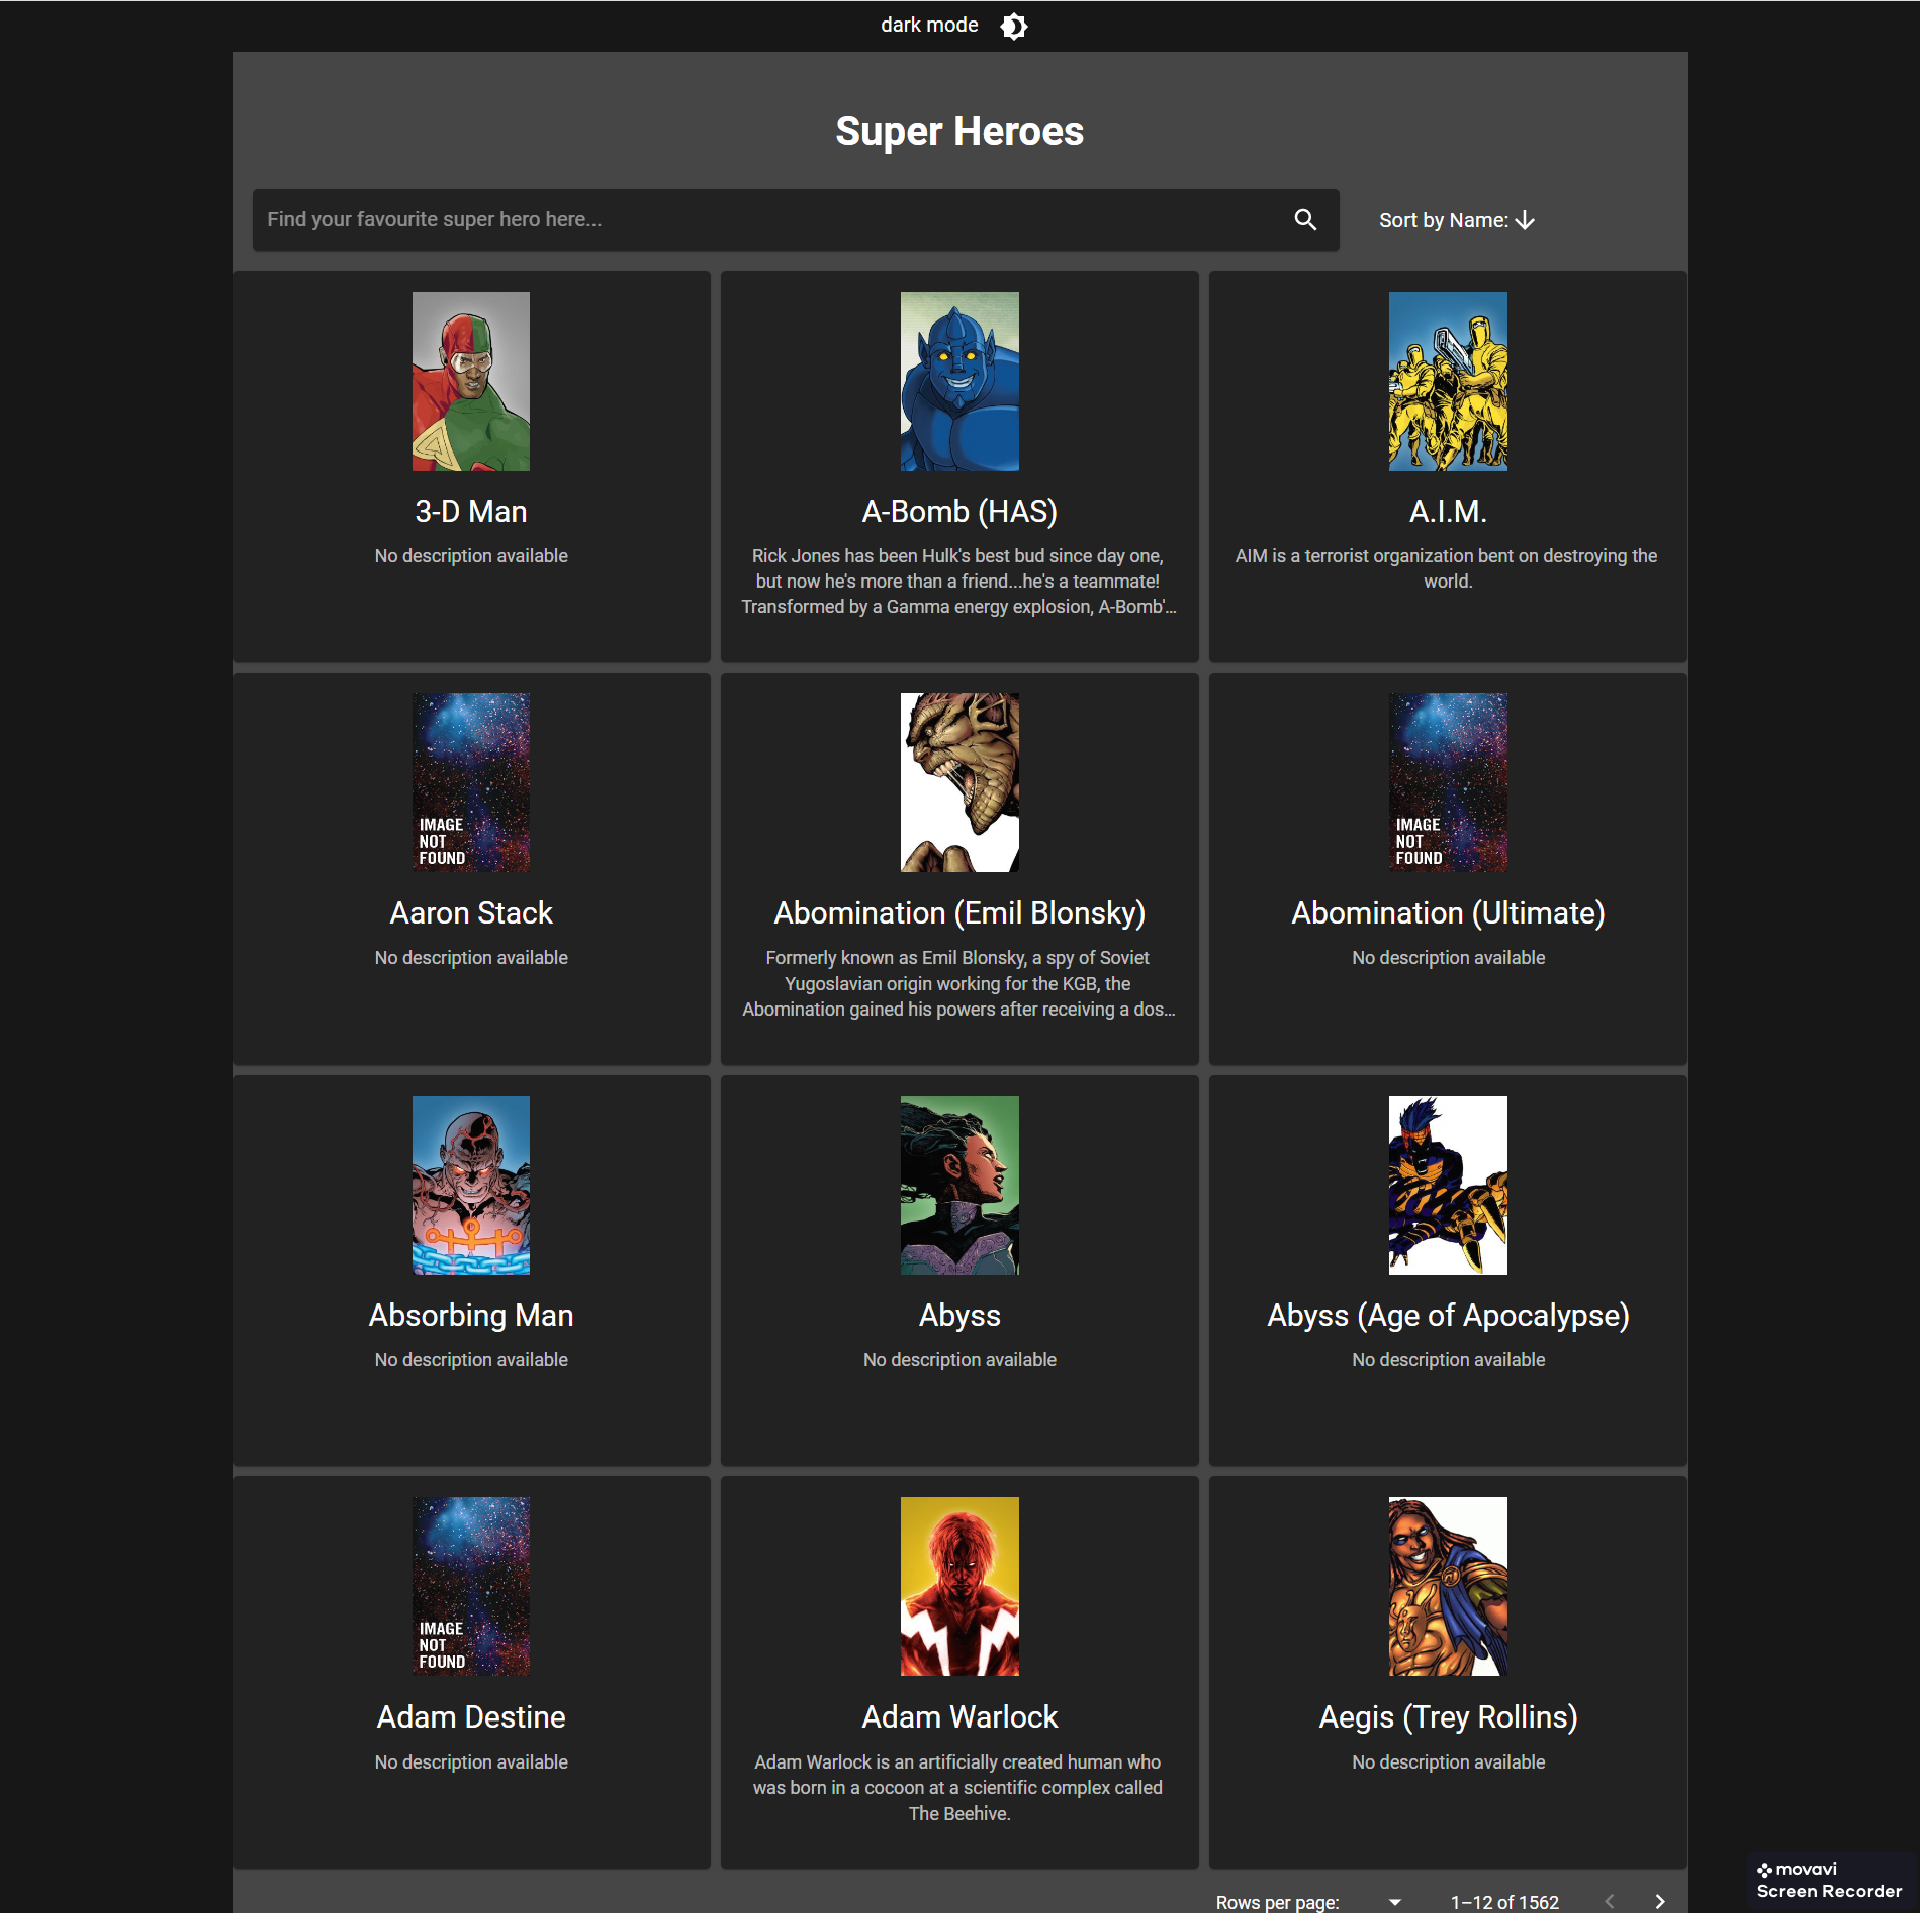 dark mode
Super Heroes
Find your favourite super hero here...
Sort by Name:
3-D Man
No description available
A-Bomb (HAS)
Rick Jones has been Hulk's best bud since day one,
but now he's more than a friend...he's a teammate!
Transformed by a Gamma energy explosion, A-Bomb'...
A.I.M.
AIM is a terrorist organization bent on destroying the
world.
IMAGE
NOT
FOUND
Aaron Stack
No description available
Abomination (Emil Blonsky)
Formerly known as Emil Blonsky, a spy of Soviet
Yugoslavian origin working for the KGB, the
Abomination gained his powers after receiving a dos...
IMAGE
NOT
FOUND
Abomination (Ultimate)
No description available
Absorbing Man
No description available
Abyss
No description available
Abyss (Age of Apocalypse)
No description available
IMAGE
NOT
FOUND
Adam Destine
No description available
Adam Warlock
Adam Warlock is an artificially created human who
was born in a cocoon at a scientific complex called
The Beehive.
Aegis (Trey Rollins)
No description available
Rows per page:
1–12 of 1562
movavi
Screen Recorder